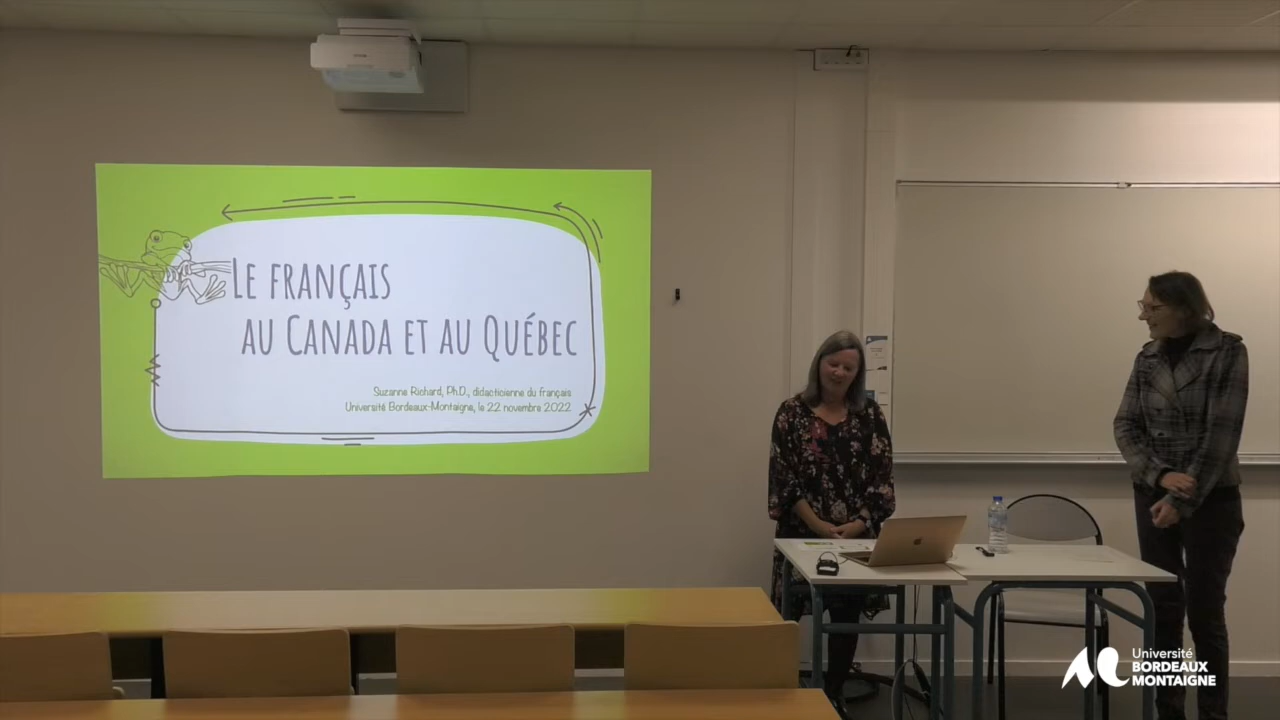 Le français
au Canada et au Québec
Suzanne Richard, Ph.D., didacticienne du français
Université Bordeaux-Montaigne, le 22 novembre 2022
Université
BORDEAUX
MONTAIGNE